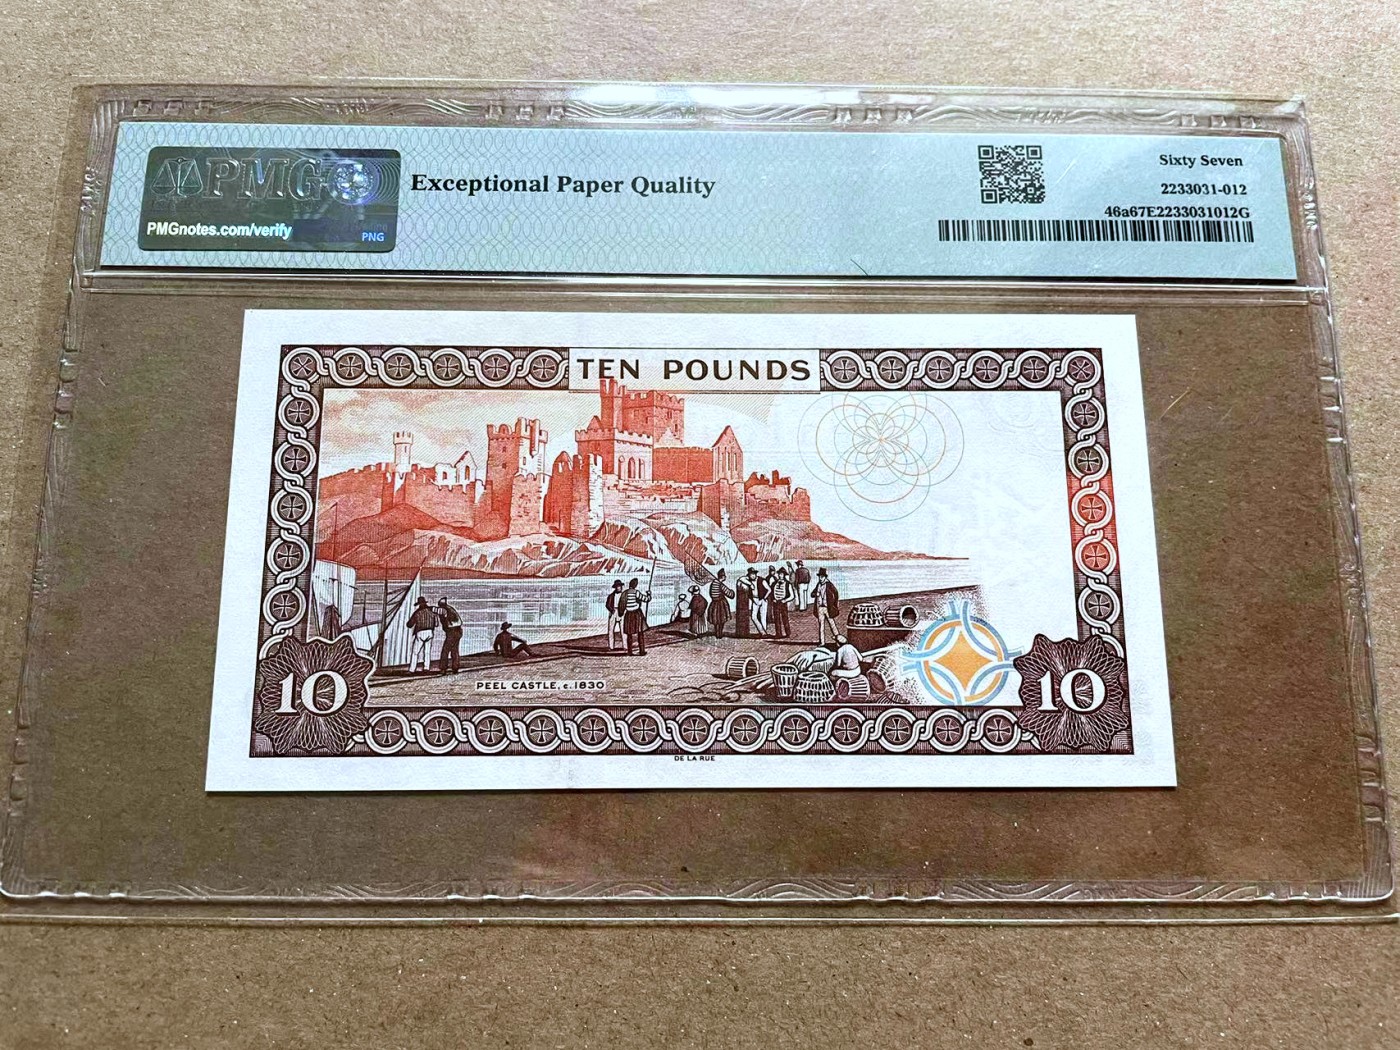 PMG
PMGnotes.com/verify
PNG
Exceptional Paper Quality
Sixty Seven
2233031-012
46a67E2233031012G
TEN POUNDS
PEEL CASTLE, c.1830
10
10
DE LA RUE